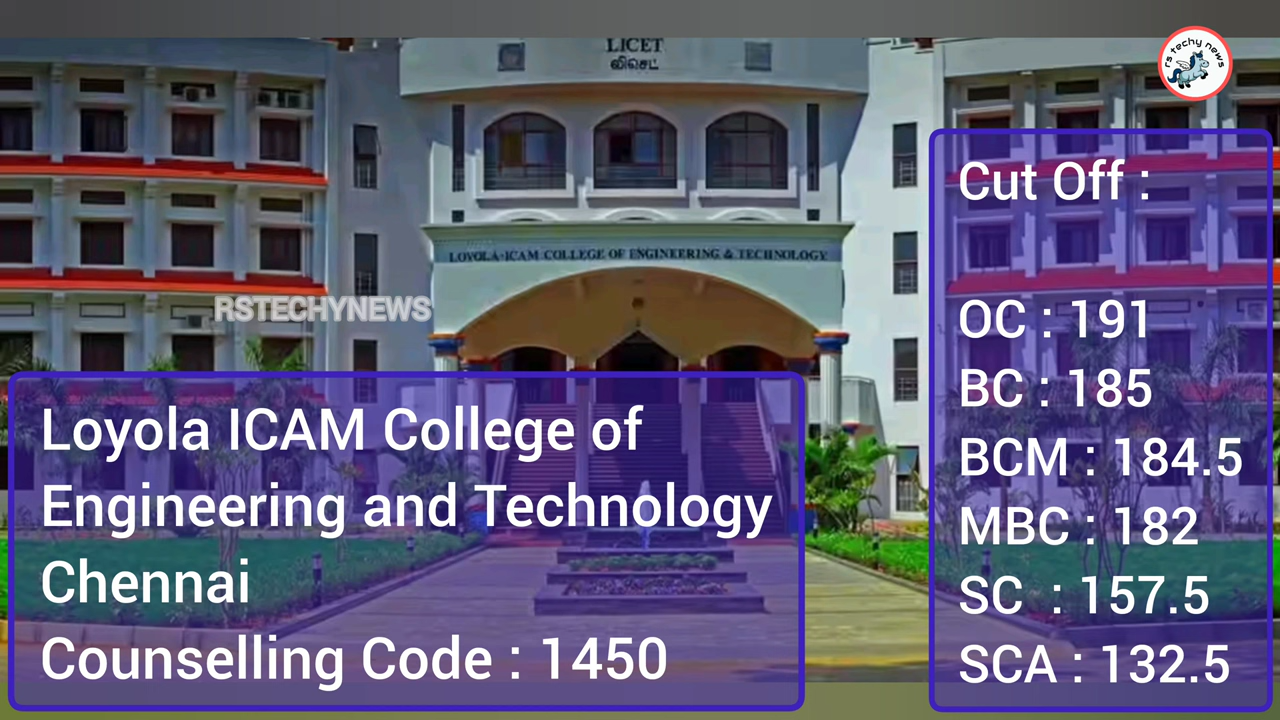 LICET
லிசெட்
rs techy news
LOYOLA-ICAM COLLEGE OF ENGINEERING & TECHNOLOGY
RSTECHYNEWS
Loyola ICAM College of
Engineering and Technology
Chennai
Counselling Code : 1450
Cut Off :
OC : 191
BC : 185
BCM : 184.5
MBC : 182
SC : 157.5
SCA : 132.5